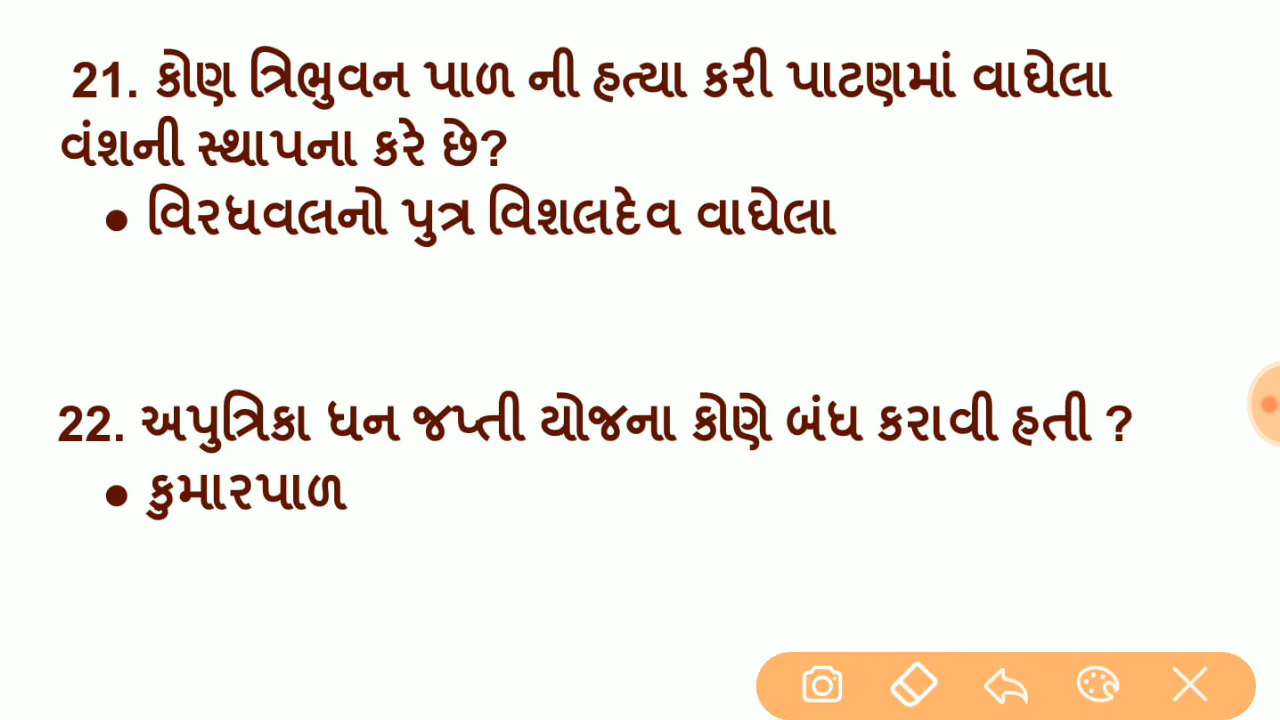 21. કોણ ત્રિભુવન પાળ ની હત્યા કરી પાટણમાં વાઘેલા
વંશની સ્થાપના કરે છે?
● વિરધવલનો પુત્ર વિશલદેવ વાઘેલા
22. અપુત્રિકા ધન જપ્તી યોજના કોણે બંધ કરાવી હતી ?
● કુમારપાળ